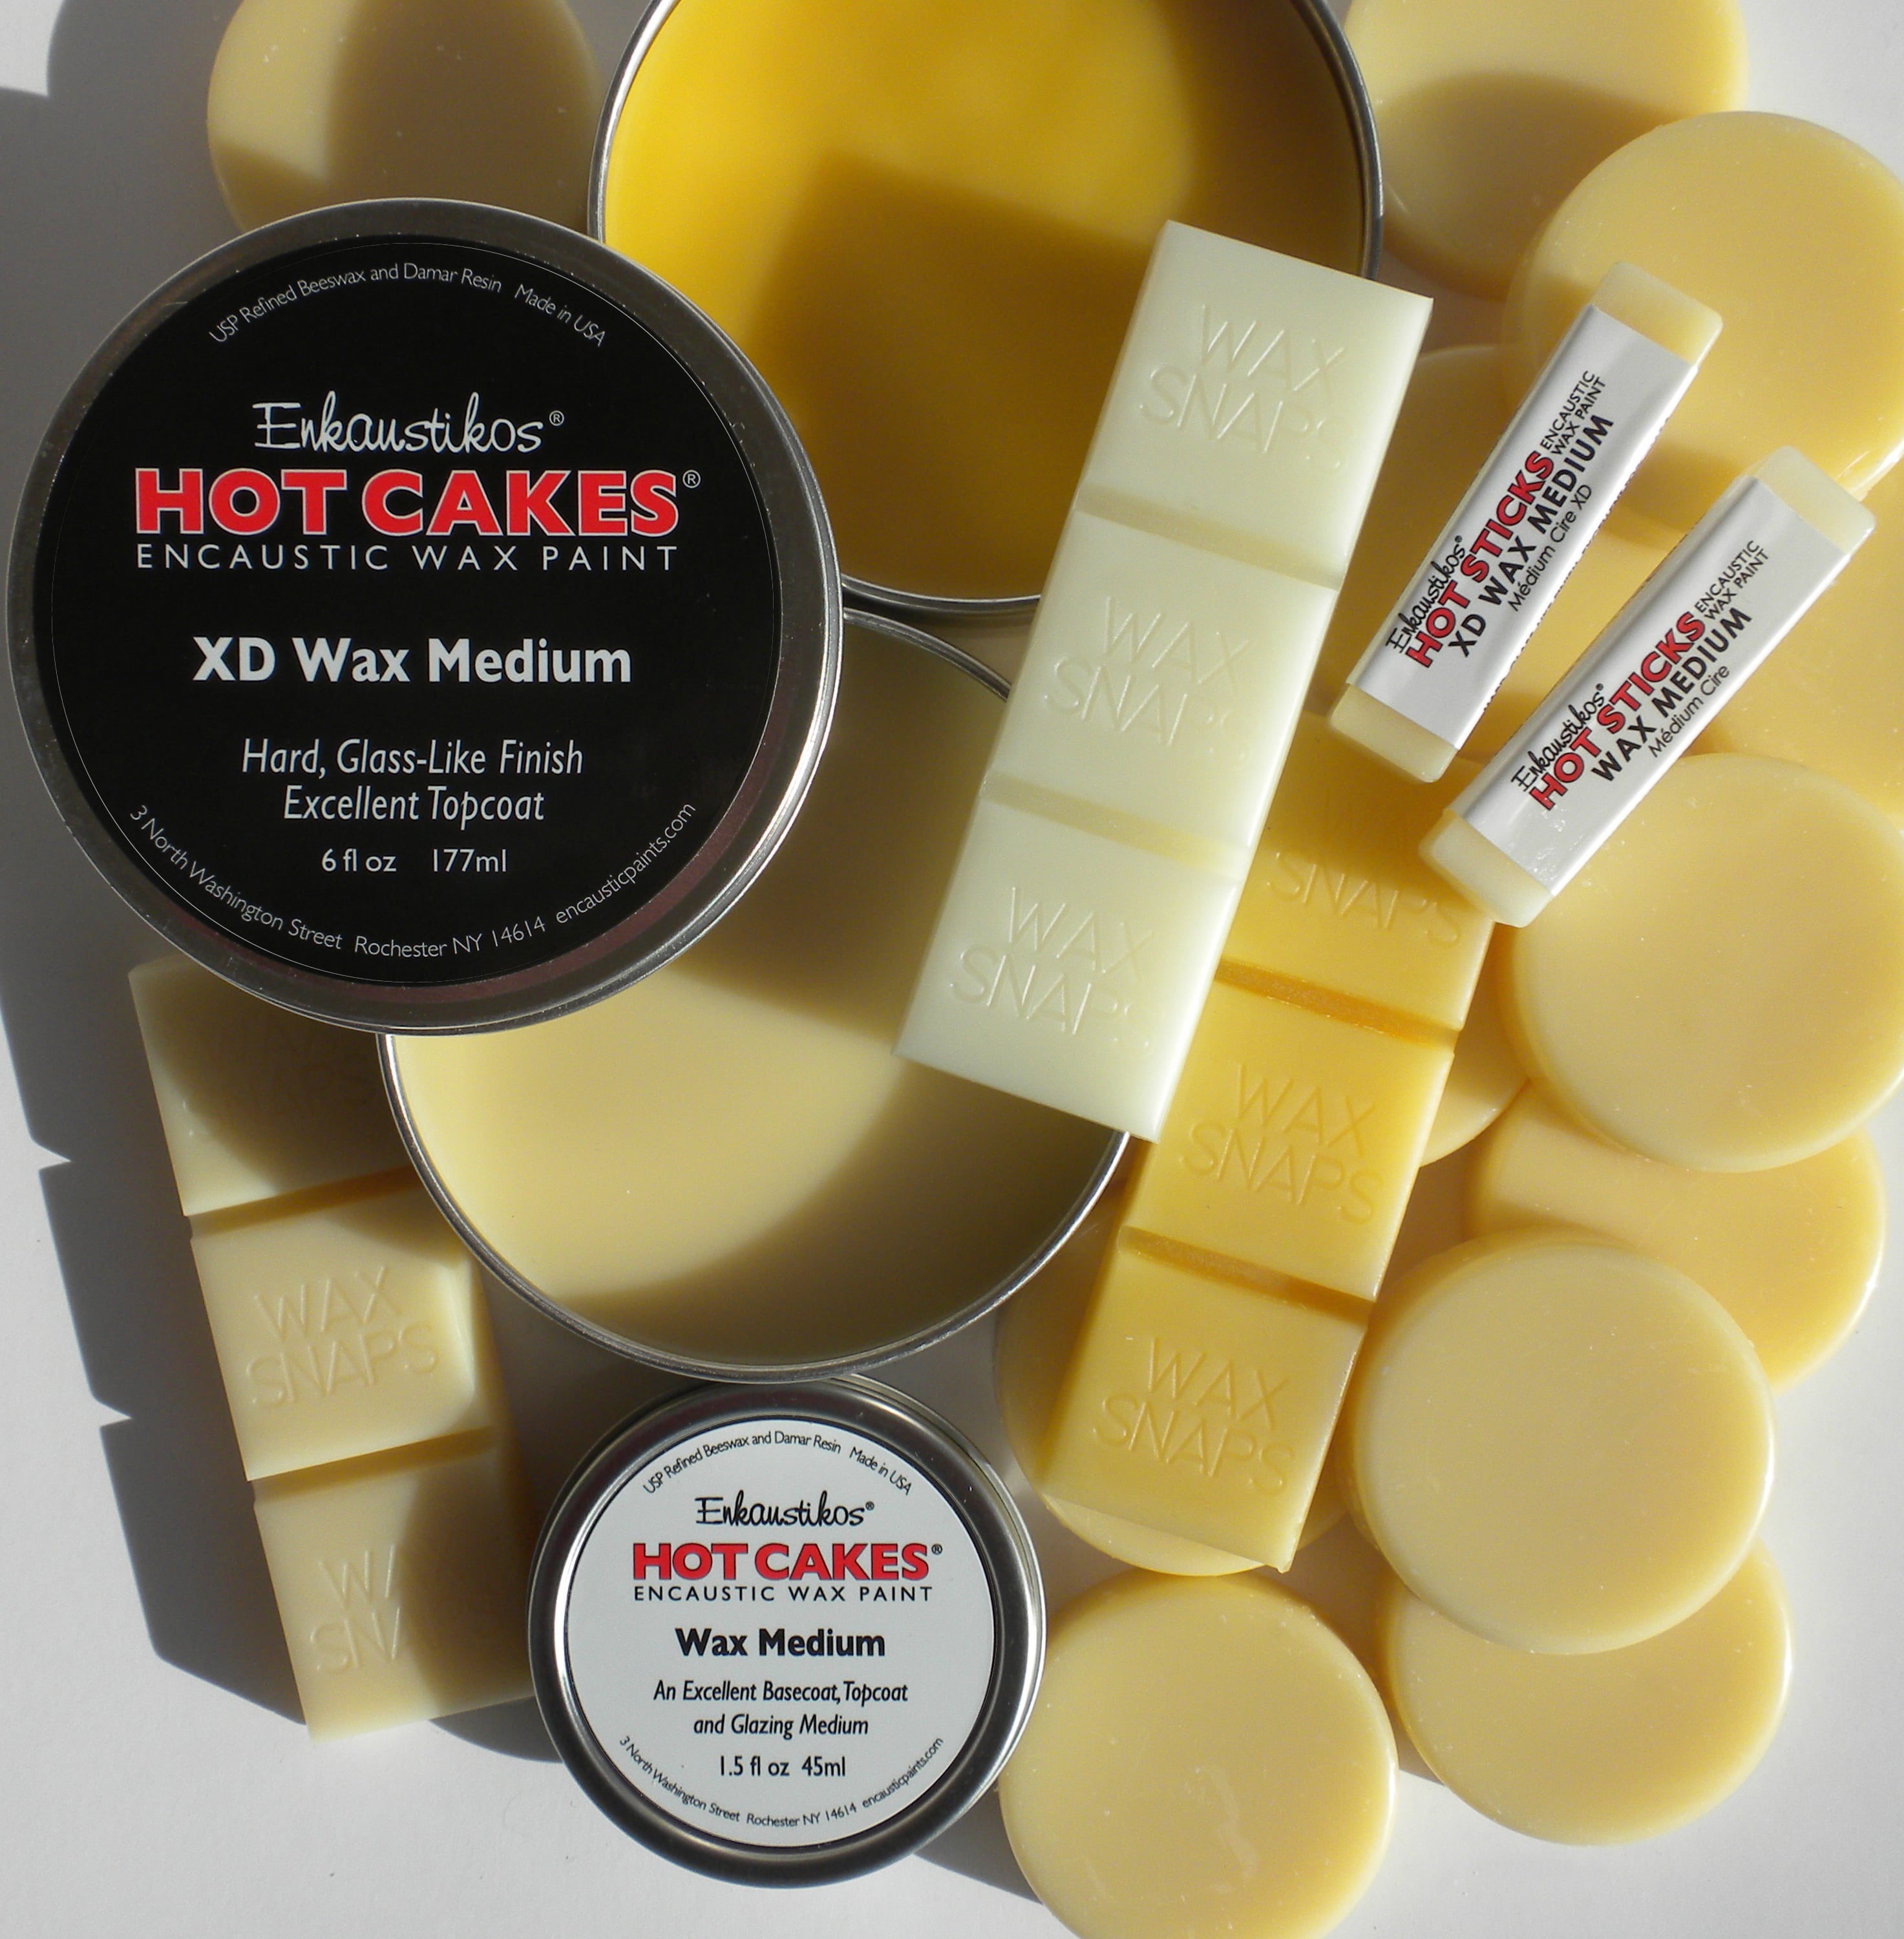 USP Refined Beeswax and Damar Resin Made in USA
Enkaustikos®
HOT CAKES®
ENCAUSTIC WAX PAINT
XD Wax Medium
Hard, Glass-Like Finish
Excellent Topcoat
6 fl oz 177ml
3 North Washington Street Rochester NY 14614 encausticpaints.com
WAX
SNAPS
WAX
SNAPS
WAX
SNAPS
Enkaustikos®
HOT STICKS ENCAUSTIC WAX PAINT
XD WAX MEDIUM
Médium Cire XD
Enkaustikos®
HOT STICKS ENCAUSTIC WAX PAINT
WAX MEDIUM
Médium Cire
SNAPS
WAX
SNAPS
WAX
SNAPS
WAX
SNAPS
USP Refined Beeswax and Damar Resin Made in USA
Enkaustikos®
HOT CAKES®
ENCAUSTIC WAX PAINT
Wax Medium
An Excellent Basecoat, Topcoat
and Glazing Medium
1.5 fl oz 45ml
3 North Washington Street Rochester NY 14614 encausticpaints.com